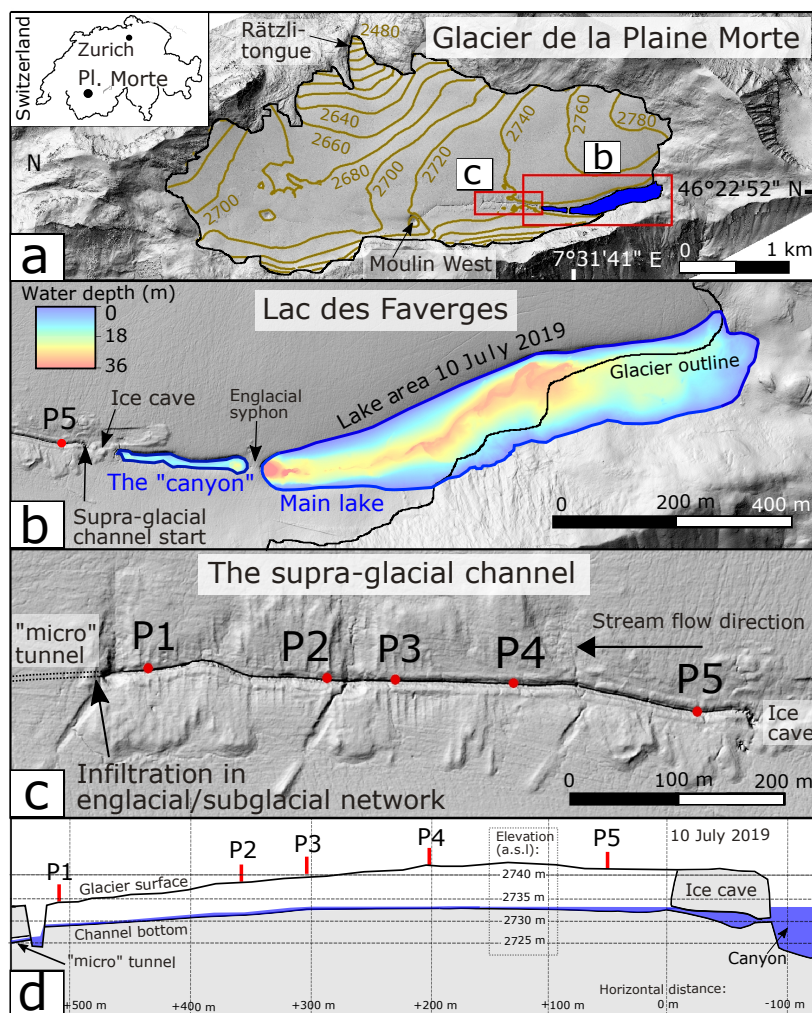 Switzerland
Zurich
Pl. Morte
Rätzli-
tongue
2480
Glacier de la Plaine Morte
2640
2660
2680
2700
2720
2740
2760
2780
2700
N
c
b
46°22'52" N
Moulin West
7°31'41" E
0
1 km
a
Water depth (m)
0
18
36
Lac des Faverges
Lake area 10 July 2019
Glacier outline
P5
Ice cave
Englacial
syphon
The "canyon"
Main lake
Supra-glacial
channel start
0
200 m
400 m
b
The supra-glacial channel
"micro"
tunnel
P1
P2
P3
P4
P5
Stream flow direction
Ice
cave
Infiltration in
englacial/subglacial network
0
100 m
200 m
c
P1
P2
P3
P4
P5
Elevation
(a.s.l):
10 July 2019
Glacier surface
2740 m
2735 m
2730 m
2725 m
Ice cave
Channel bottom
"micro" tunnel
Canyon
Horizontal distance:
+500 m
+400 m
+300 m
+200 m
+100 m
0 m
-100 m
d